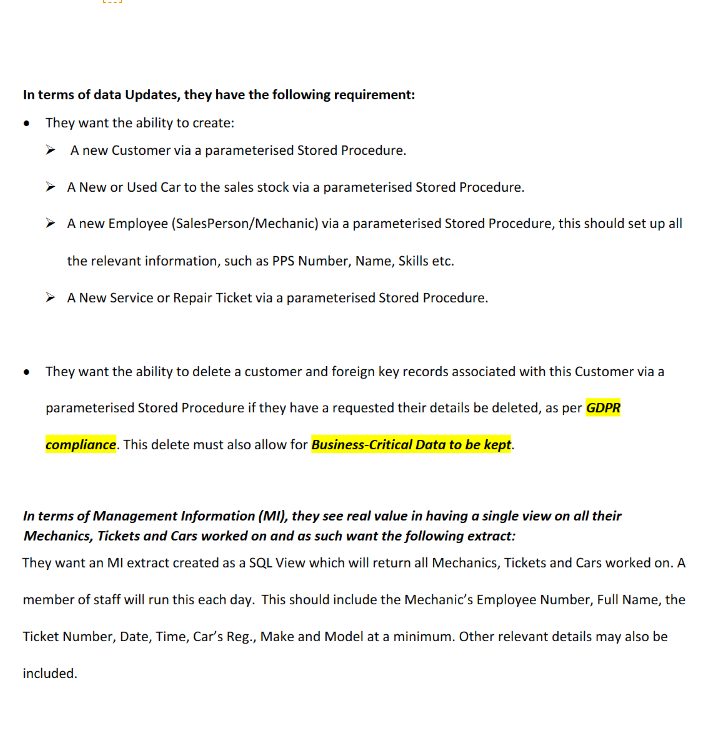 In terms of data Updates, they have the following requirement:
• They want the ability to create:
➢ A new Customer via a parameterised Stored Procedure.
➢ A New or Used Car to the sales stock via a parameterised Stored Procedure.
➢ A new Employee (SalesPerson/Mechanic) via a parameterised Stored Procedure, this should set up all
the relevant information, such as PPS Number, Name, Skills etc.
➢ A New Service or Repair Ticket via a parameterised Stored Procedure.
• They want the ability to delete a customer and foreign key records associated with this Customer via a
parameterised Stored Procedure if they have a requested their details be deleted, as per GDPR
compliance. This delete must also allow for Business-Critical Data to be kept.
In terms of Management Information (MI), they see real value in having a single view on all their
Mechanics, Tickets and Cars worked on and as such want the following extract:
They want an MI extract created as a SQL View which will return all Mechanics, Tickets and Cars worked on. A
member of staff will run this each day. This should include the Mechanic's Employee Number, Full Name, the
Ticket Number, Date, Time, Car's Reg., Make and Model at a minimum. Other relevant details may also be
included.